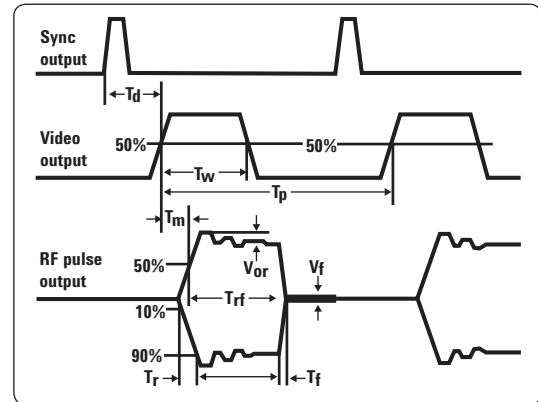 Sync
output
Td
Video
output
50%
50%
Tw
Tp
Tm
RF pulse
output
50%
Vor
Vf
Trf
10%
90%
Tr
Tf